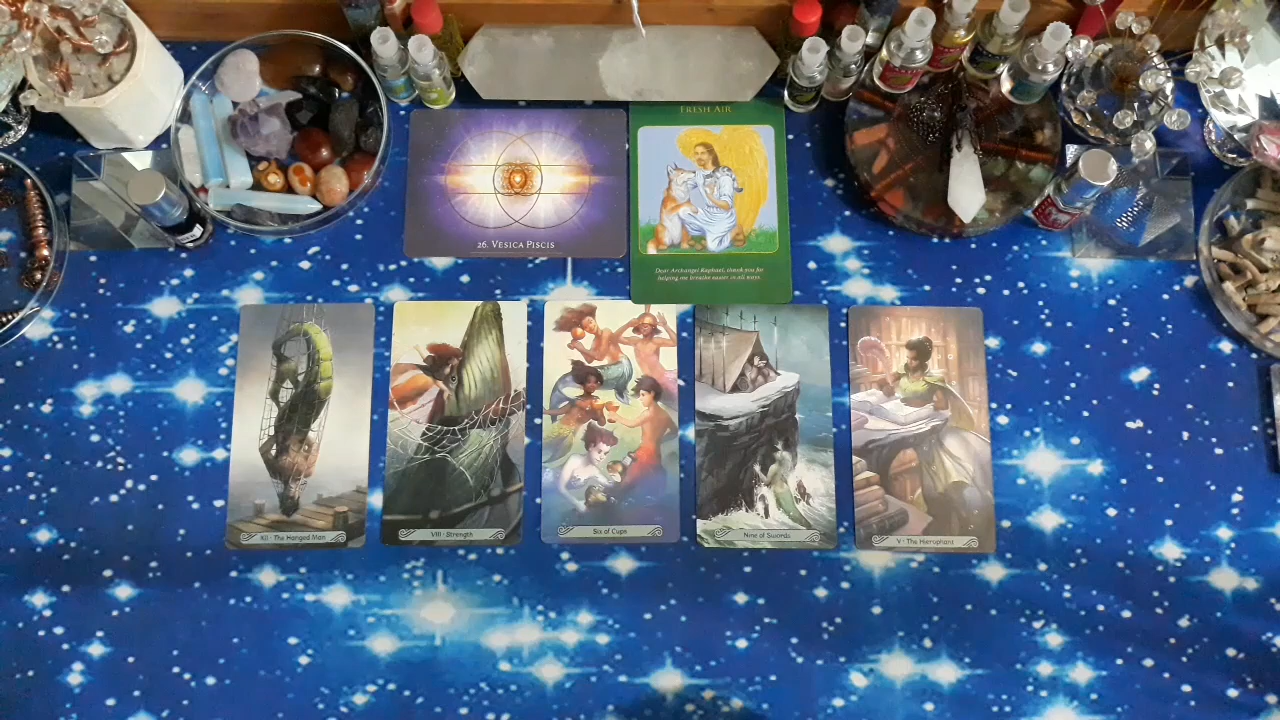 FRESH AIR
26. VESICA PISCIS
Dear Archangel Raphael, thank you for
helping me breathe easier in all ways.
XII • The Hanged Man
VIII • Strength
Six of Cups
Nine of Swords
V • The Hierophant